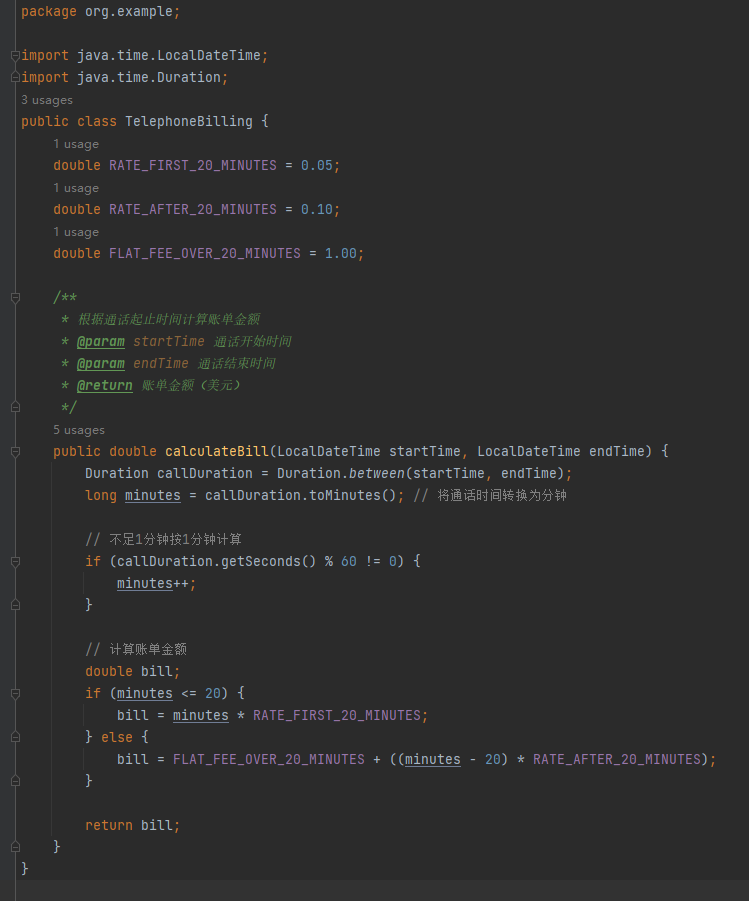 package org.example;
import java.time.LocalDateTime;
import java.time.Duration;
3 usages
public class TelephoneBilling {
1 usage
double RATE_FIRST_20_MINUTES = 0.05;
1 usage
double RATE_AFTER_20_MINUTES = 0.10;
1 usage
double FLAT_FEE_OVER_20_MINUTES = 1.00;
/**
* 根据通话起止时间计算账单金额
* @param startTime 通话开始时间
* @param endTime 通话结束时间
* @return 账单金额（美元）
*/
5 usages
public double calculateBill(LocalDateTime startTime, LocalDateTime endTime) {
Duration callDuration = Duration.between(startTime, endTime);
long minutes = callDuration.toMinutes(); // 将通话时间转换为分钟
// 不足1分钟按1分钟计算
if (callDuration.getSeconds() % 60 != 0) {
minutes++;
}
// 计算账单金额
double bill;
if (minutes <= 20) {
bill = minutes * RATE_FIRST_20_MINUTES;
} else {
bill = FLAT_FEE_OVER_20_MINUTES + ((minutes - 20) * RATE_AFTER_20_MINUTES);
}
return bill;
}
}